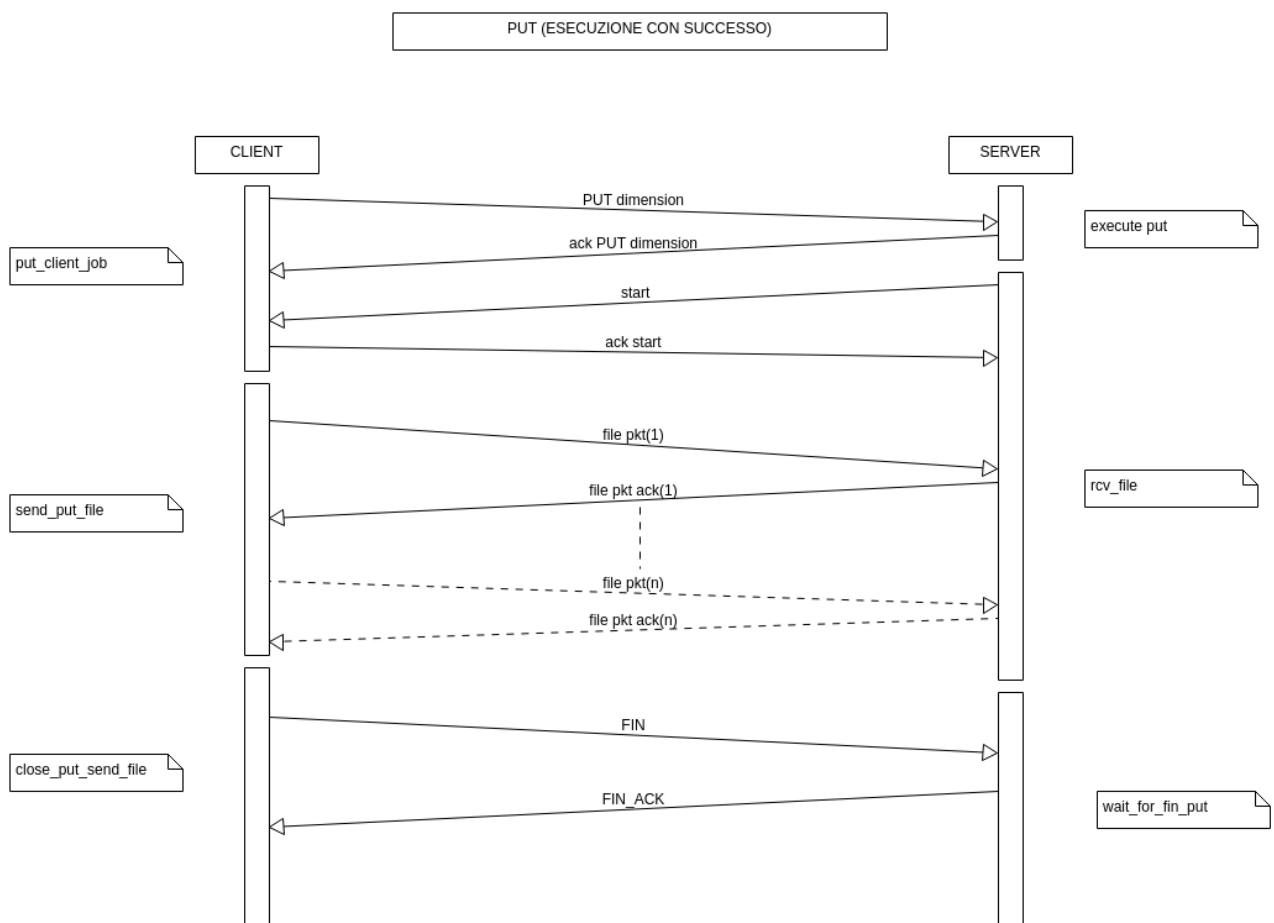 PUT (ESECUZIONE CON SUCCESSO)
CLIENT
SERVER
PUT dimension
execute put
ack PUT dimension
put_client_job
start
ack start
file pkt(1)
file pkt ack(1)
rcv_file
send_put_file
file pkt(n)
file pkt ack(n)
FIN
close_put_send_file
FIN_ACK
wait_for_fin_put